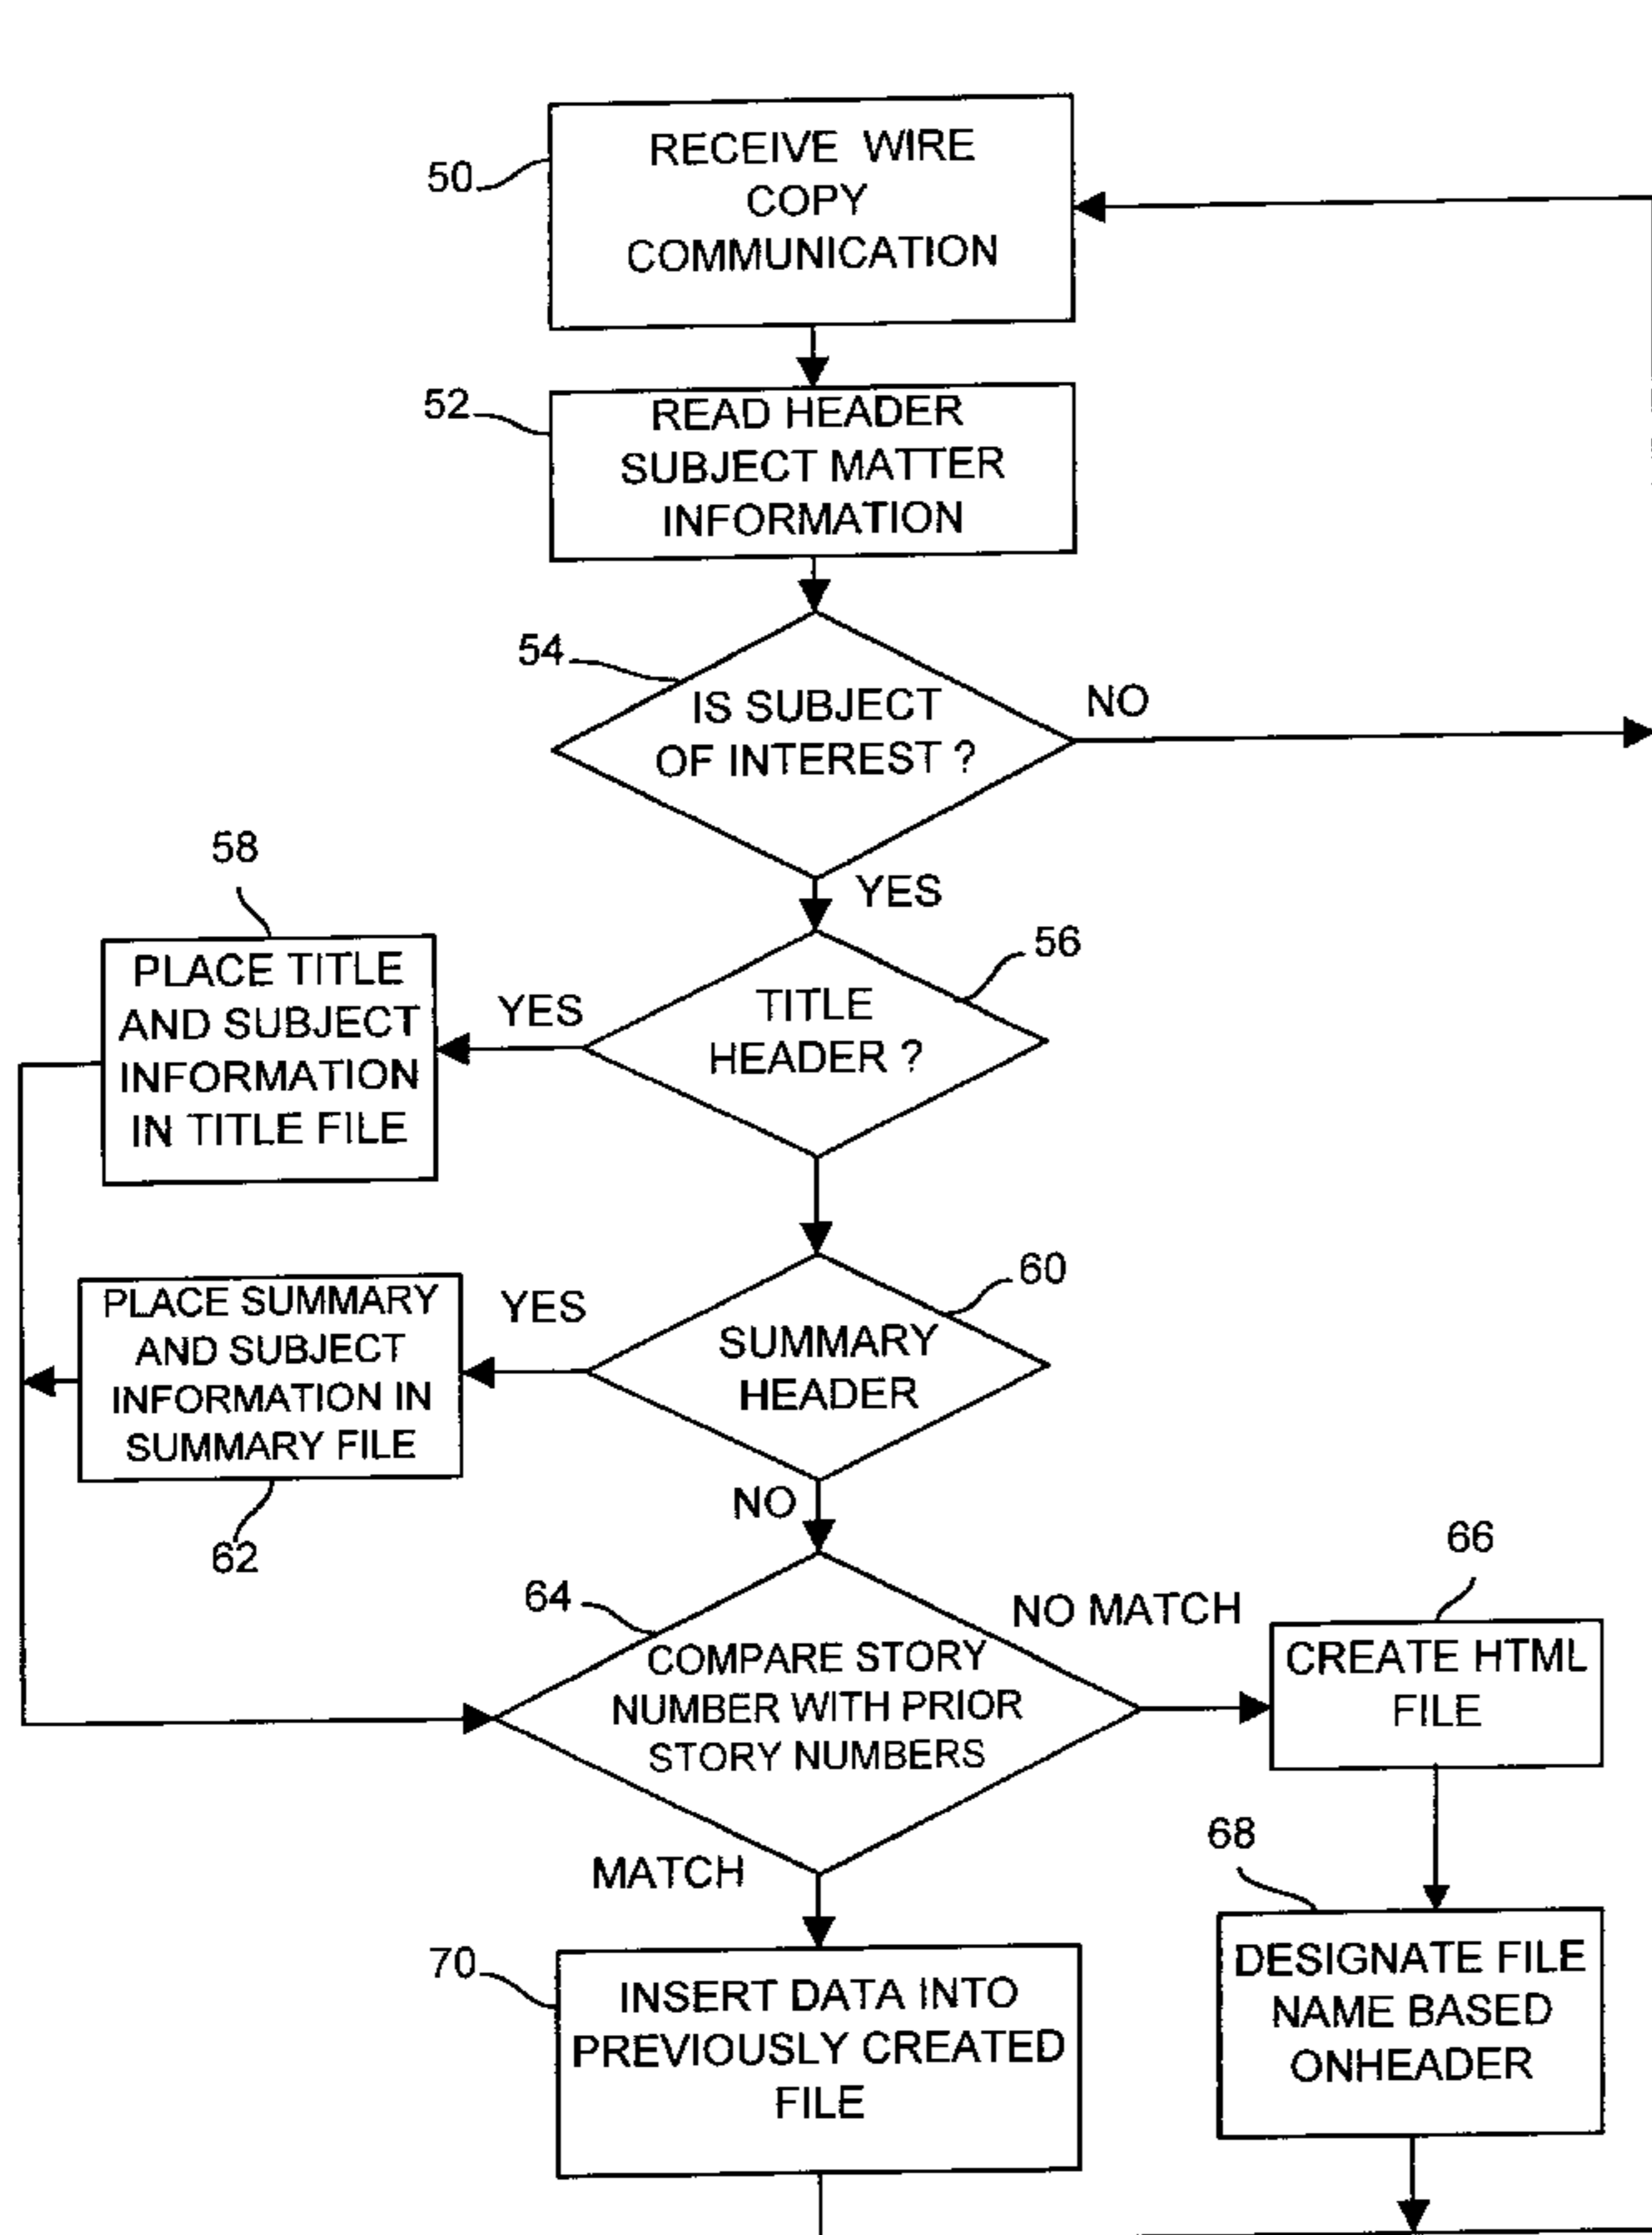 50
RECEIVE WIRE
COPY
COMMUNICATION
52
READ HEADER
SUBJECT MATTER
INFORMATION
54
IS SUBJECT
OF INTEREST ?
NO
YES
58
56
PLACE TITLE
AND SUBJECT
INFORMATION
IN TITLE FILE
YES
TITLE
HEADER ?
60
PLACE SUMMARY
AND SUBJECT
INFORMATION IN
SUMMARY FILE
YES
SUMMARY
HEADER
62
NO
64
COMPARE STORY
NUMBER WITH PRIOR
STORY NUMBERS
NO MATCH
66
CREATE HTML
FILE
MATCH
68
DESIGNATE FILE
NAME BASED
ONHEADER
70
INSERT DATA INTO
PREVIOUSLY CREATED
FILE